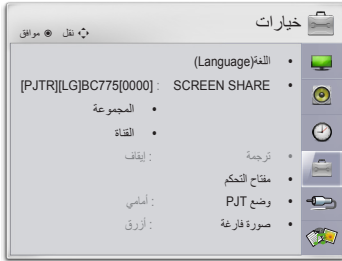 خيارات
نقل موافق
اللغة(Language)
SCREEN SHARE : [PJTR][LG]BC775[0000]
المجموعة
القناة
ترجمة : إيقاف
مفتاح التحكم
وضع PJT : أمامي
صورة فارغة : أزرق